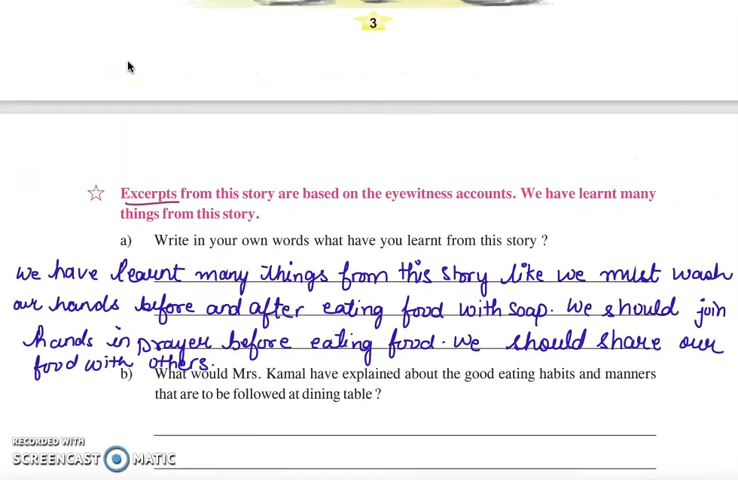 3
☆ Excerpts from this story are based on the eyewitness accounts. We have learnt many
things from this story.
a) Write in your own words what have you learnt from this story ?
we have learnt many things from this story like we must wash
our hands before and after eating food with soap. We should join
hands in prayer before eating food. We should share our
food with others.
b) What would Mrs. Kamal have explained about the good eating habits and manners
that are to be followed at dining table ?
RECORDED WITH
SCREENCAST MATIC